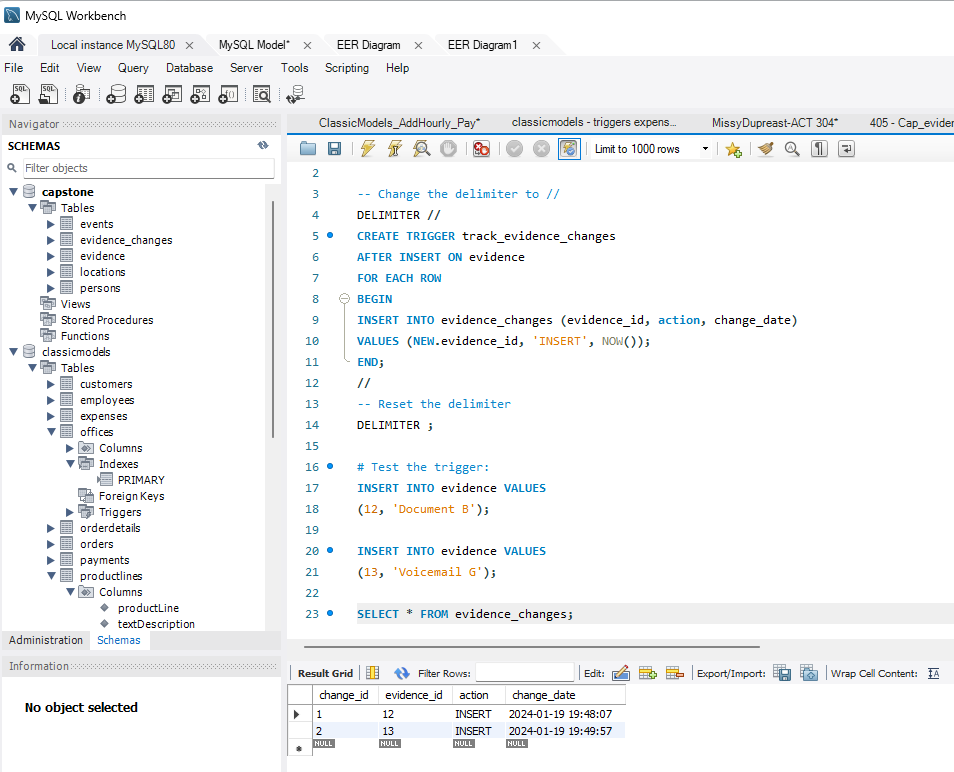 MySQL Workbench
Local instance MySQL80 × MySQL Model* × EER Diagram × EER Diagram1 ×
File Edit View Query Database Server Tools Scripting Help
Navigator
ClassicModels_AddHourly_Pay* classicmodels - triggers expens... MissyDupreast-ACT 304* 405 - Cap_eviden
SCHEMAS
Filter objects
capstone
Tables
events
evidence_changes
evidence
locations
persons
Views
Stored Procedures
Functions
classicmodels
Tables
customers
employees
expenses
offices
Columns
Indexes
PRIMARY
Foreign Keys
Triggers
orderdetails
orders
payments
productlines
Columns
productLine
textDescription
Administration Schemas
Information
No object selected
Limit to 1000 rows
2
3 -- Change the delimiter to //
4 DELIMITER //
5 CREATE TRIGGER track_evidence_changes
6 AFTER INSERT ON evidence
7 FOR EACH ROW
8 BEGIN
9 INSERT INTO evidence_changes (evidence_id, action, change_date)
10 VALUES (NEW.evidence_id, 'INSERT', NOW());
11 END;
12 //
13 -- Reset the delimiter
14 DELIMITER ;
15
16 # Test the trigger:
17 INSERT INTO evidence VALUES
18 (12, 'Document B');
19
20 INSERT INTO evidence VALUES
21 (13, 'Voicemail G');
22
23 SELECT * FROM evidence_changes;
Result Grid Filter Rows: Edit: Export/Import: Wrap Cell Content:
change_id evidence_id action change_date
1 12 INSERT 2024-01-19 19:48:07
2 13 INSERT 2024-01-19 19:49:57
NULL NULL NULL NULL